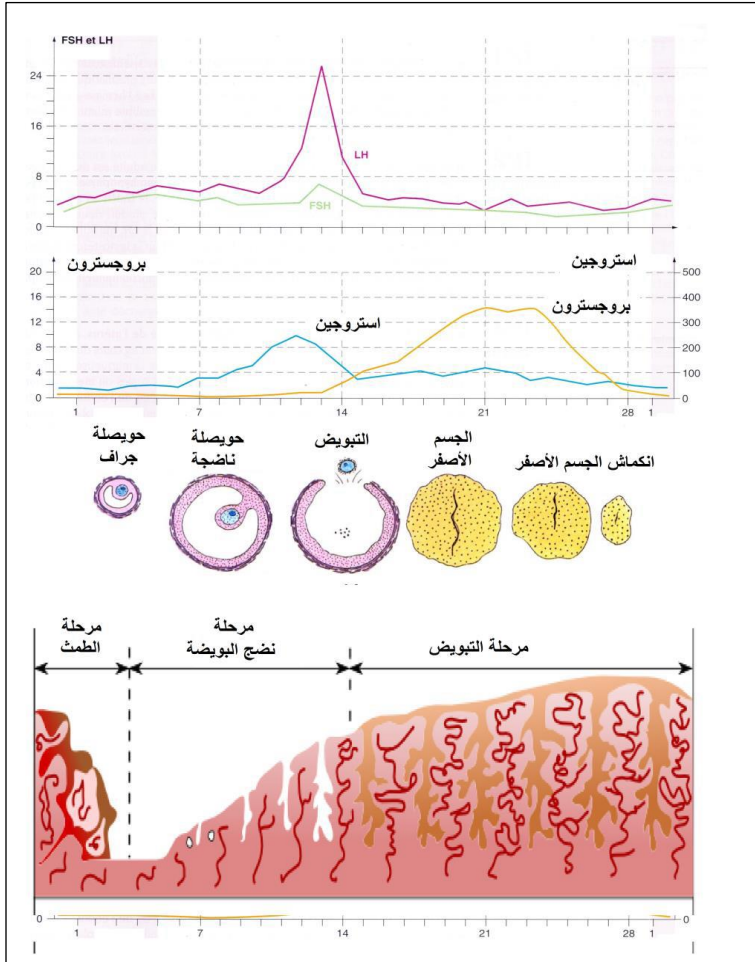 FSH et LH
24
16
8
0
LH
FSH
20
16
12
8
4
0
بروجسترون
استروجين
500
400
300
200
100
0
استروجين
بروجسترون
1
7
14
21
28
1
حويصلة
جراف
حويصلة
ناضجة
التبويض
الجسم
الأصفر
انكماش الجسم الأصفر
مرحلة
الطمث
مرحلة
نضج البويضة
مرحلة التبويض
0
0
1
7
14
21
28
1